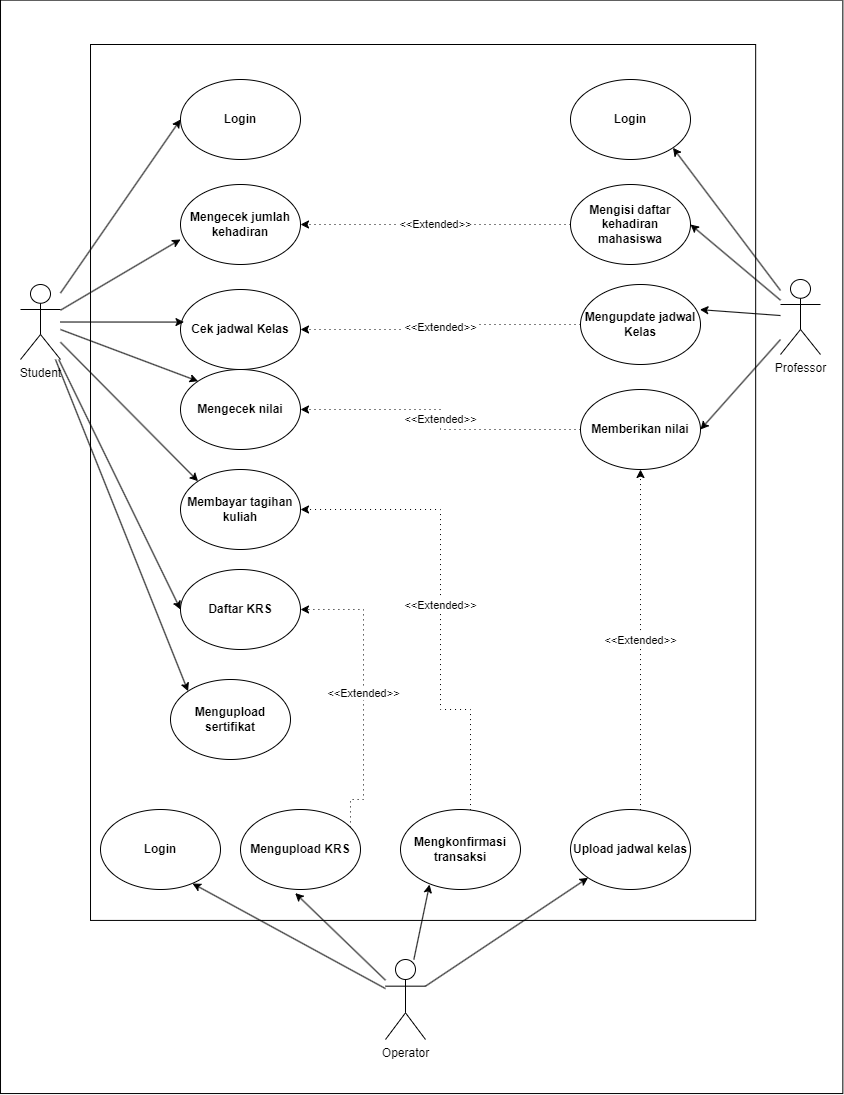 Login
Login
Mengecek jumlah
kehadiran
<<Extended>>
Mengisi daftar
kehadiran
mahasiswa
Student
Professor
Cek jadwal Kelas
<<Extended>>
Mengupdate jadwal
Kelas
Mengecek nilai
<<Extended>>
Memberikan nilai
Membayar tagihan
kuliah
Daftar KRS
<<Extended>>
<<Extended>>
<<Extended>>
Mengupload
sertifikat
Login
Mengupload KRS
Mengkonfirmasi
transaksi
Upload jadwal kelas
Operator